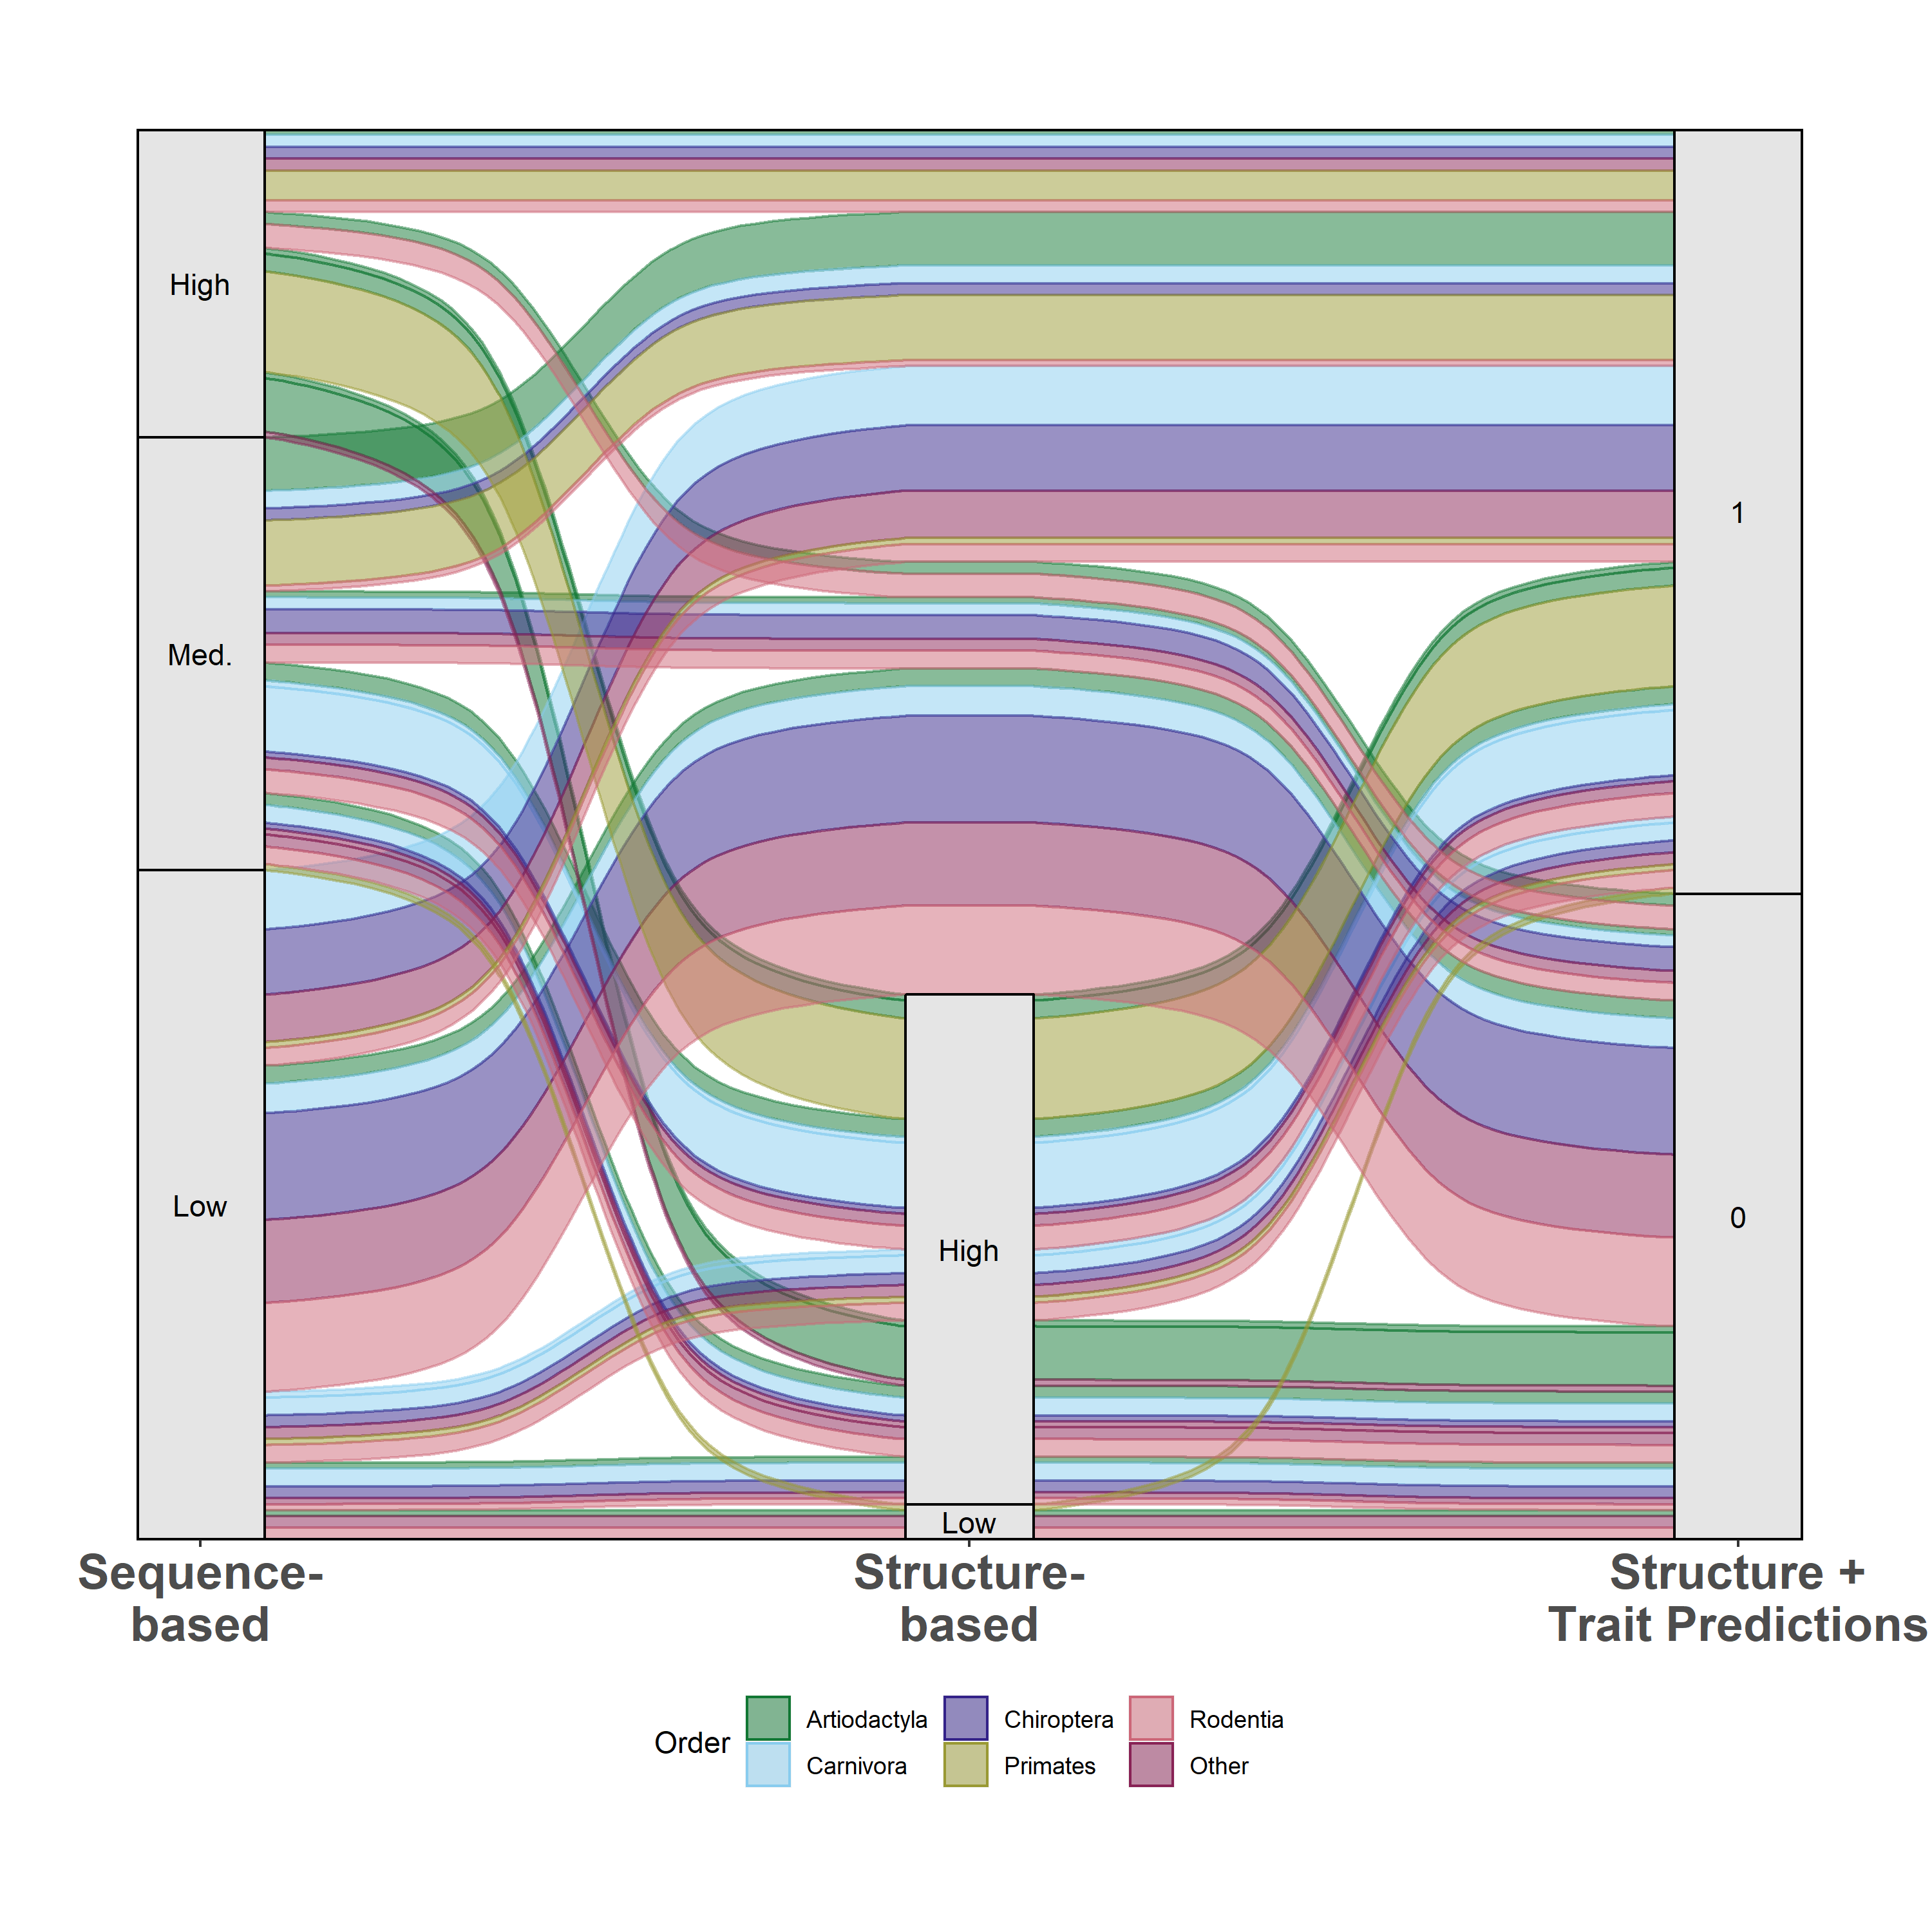 High
Med.
Low
High
Low
1
0
Sequence-
based
Structure-
based
Structure +
Trait Predictions
Order
Artiodactyla
Chiroptera
Rodentia
Carnivora
Primates
Other